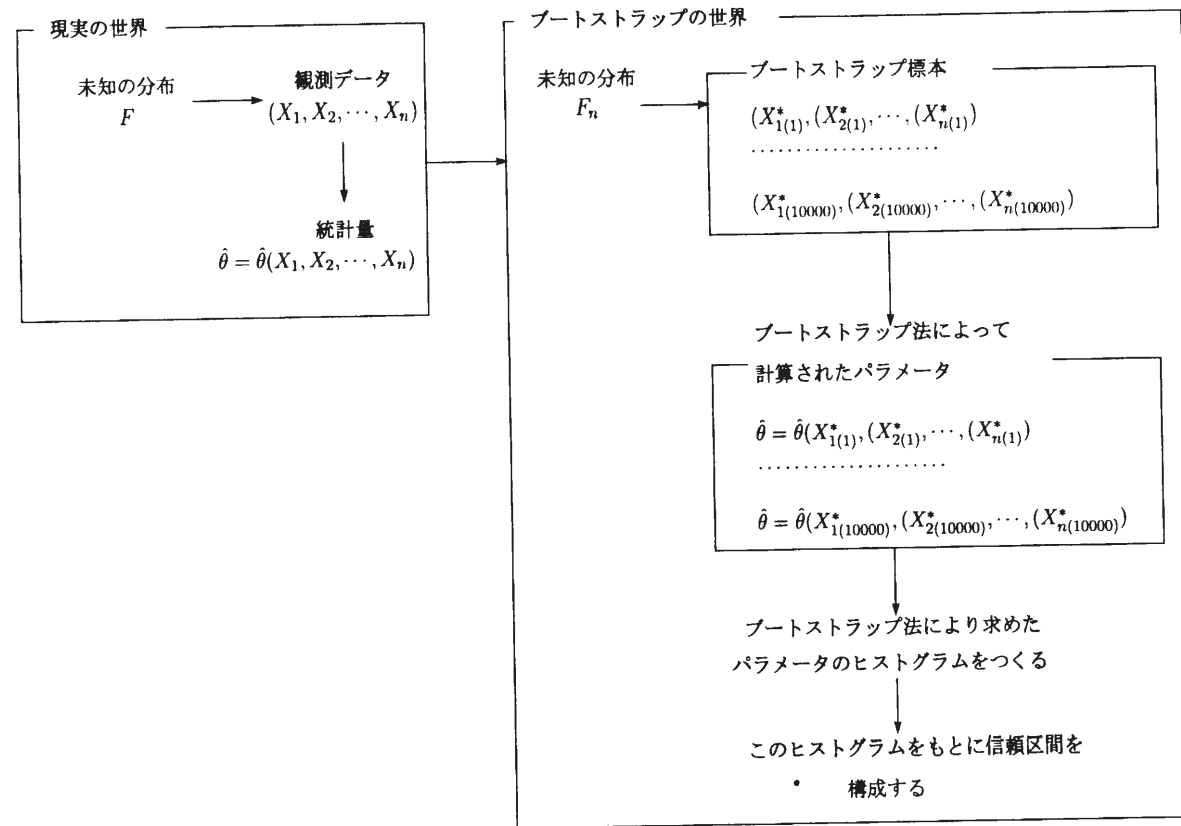 現実の世界
未知の分布
F
観測データ
(X_1, X_2, ···, X_n)
統計量
θ̂ = θ̂(X_1, X_2, ···, X_n)
ブートストラップの世界
未知の分布
F_n
ブートストラップ標本
(X^*_{1(1)}, (X^*_{2(1)}, ···, (X^*_{n(1)})
·····················
(X^*_{1(10000)}, (X^*_{2(10000)}, ···, (X^*_{n(10000)})
ブートストラップ法によって
計算されたパラメータ
θ̂ = θ̂(X^*_{1(1)}, (X^*_{2(1)}, ···, (X^*_{n(1)})
·····················
θ̂ = θ̂(X^*_{1(10000)}, (X^*_{2(10000)}, ···, (X^*_{n(10000)})
ブートストラップ法により求めた
パラメータのヒストグラムをつくる
このヒストグラムをもとに信頼区間を
構成する